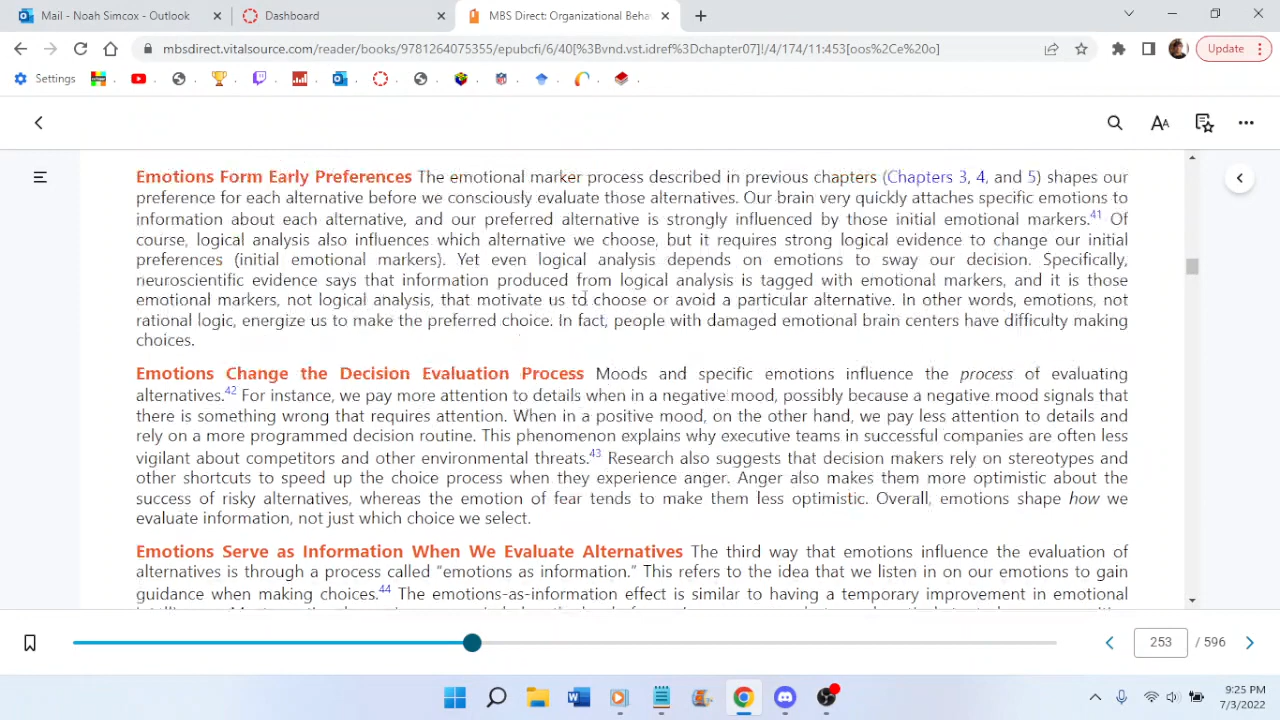 Mail - Noah Simcox - Outlook
Dashboard
MBS Direct: Organizational Beha
mbsdirect.vitalsource.com/reader/books/9781264075355/epubcfi/6/40[%3Bvnd.vst.idref%3Dchapter07]!/4/174/11:453[oos%2Ce%20o]
Update
Settings
Emotions Form Early Preferences The emotional marker process described in previous chapters (Chapters 3, 4, and 5) shapes our
preference for each alternative before we consciously evaluate those alternatives. Our brain very quickly attaches specific emotions to
information about each alternative, and our preferred alternative is strongly influenced by those initial emotional markers.41 Of
course, logical analysis also influences which alternative we choose, but it requires strong logical evidence to change our initial
preferences (initial emotional markers). Yet even logical analysis depends on emotions to sway our decision. Specifically,
neuroscientific evidence says that information produced from logical analysis is tagged with emotional markers, and it is those
emotional markers, not logical analysis, that motivate us to choose or avoid a particular alternative. In other words, emotions, not
rational logic, energize us to make the preferred choice. In fact, people with damaged emotional brain centers have difficulty making
choices.
Emotions Change the Decision Evaluation Process Moods and specific emotions influence the process of evaluating
alternatives.42 For instance, we pay more attention to details when in a negative mood, possibly because a negative mood signals that
there is something wrong that requires attention. When in a positive mood, on the other hand, we pay less attention to details and
rely on a more programmed decision routine. This phenomenon explains why executive teams in successful companies are often less
vigilant about competitors and other environmental threats.43 Research also suggests that decision makers rely on stereotypes and
other shortcuts to speed up the choice process when they experience anger. Anger also makes them more optimistic about the
success of risky alternatives, whereas the emotion of fear tends to make them less optimistic. Overall, emotions shape how we
evaluate information, not just which choice we select.
Emotions Serve as Information When We Evaluate Alternatives The third way that emotions influence the evaluation of
alternatives is through a process called “emotions as information.” This refers to the idea that we listen in on our emotions to gain
guidance when making choices.44 The emotions-as-information effect is similar to having a temporary improvement in emotional
253 / 596
9:25 PM
7/3/2022